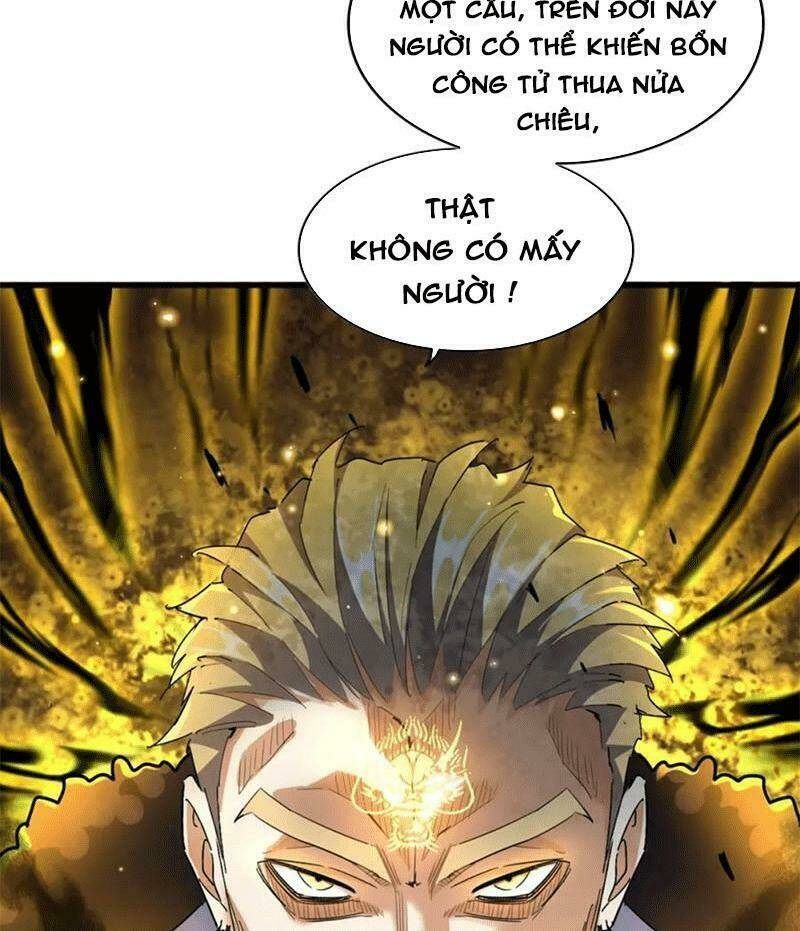 MỘT CÂU, TRÊN ĐỜI NÀY
NGƯỜI CÓ THỂ KHIẾN BỔN
CÔNG TỬ THUA NỬA
CHIÊU,
THẬT
KHÔNG CÓ MẤY
NGƯỜI !